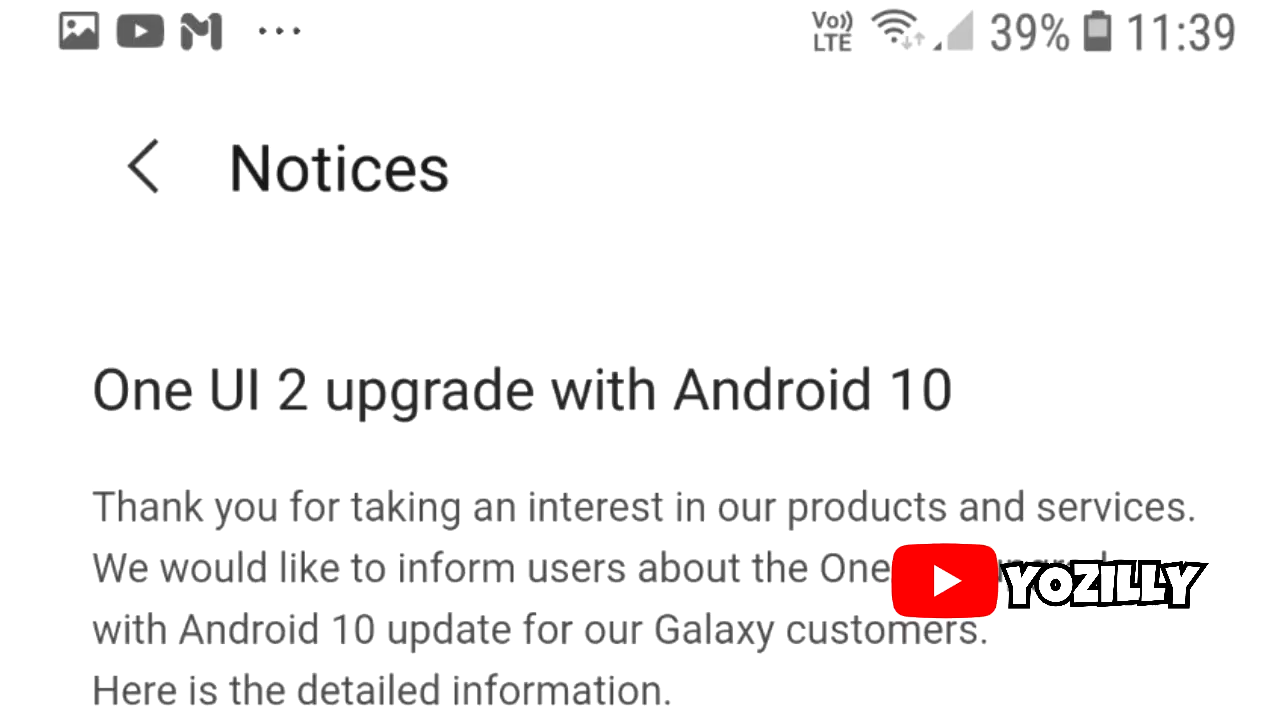 Vo)) LTE 39% 11:39
Notices
One UI 2 upgrade with Android 10
Thank you for taking an interest in our products and services.
We would like to inform users about the One
with Android 10 update for our Galaxy customers.
Here is the detailed information.
YOZILLY